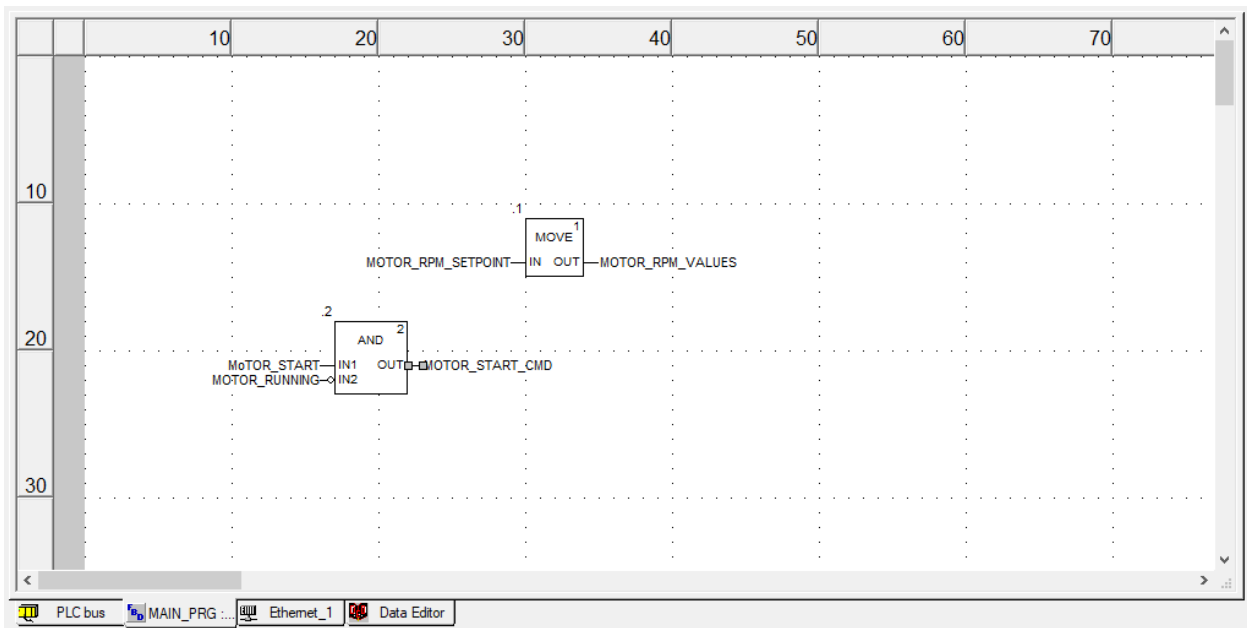 10 20 30 40 50 60 70
10
.1
1
MOVE
MOTOR_RPM_SETPOINT IN OUT MOTOR_RPM_VALUES
.2
2
20
AND
MoTOR_START IN1 OUT MOTOR_START_CMD
MOTOR_RUNNING IN2
30
PLC bus MAIN_PRG :... Ethernet_1 Data Editor